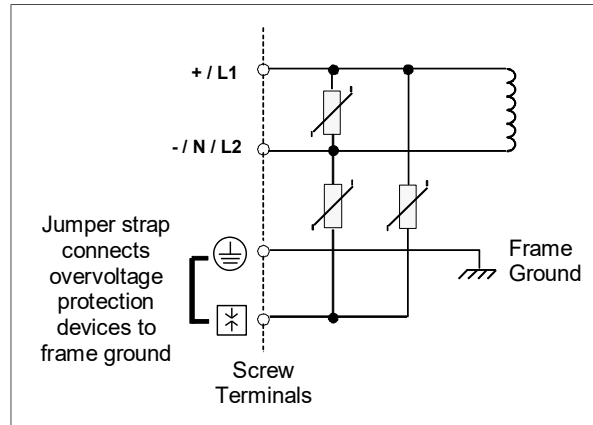 + / L1
- / N / L2
Jumper strap
connects
overvoltage
protection
devices to
frame ground
Frame
Ground
Screw
Terminals